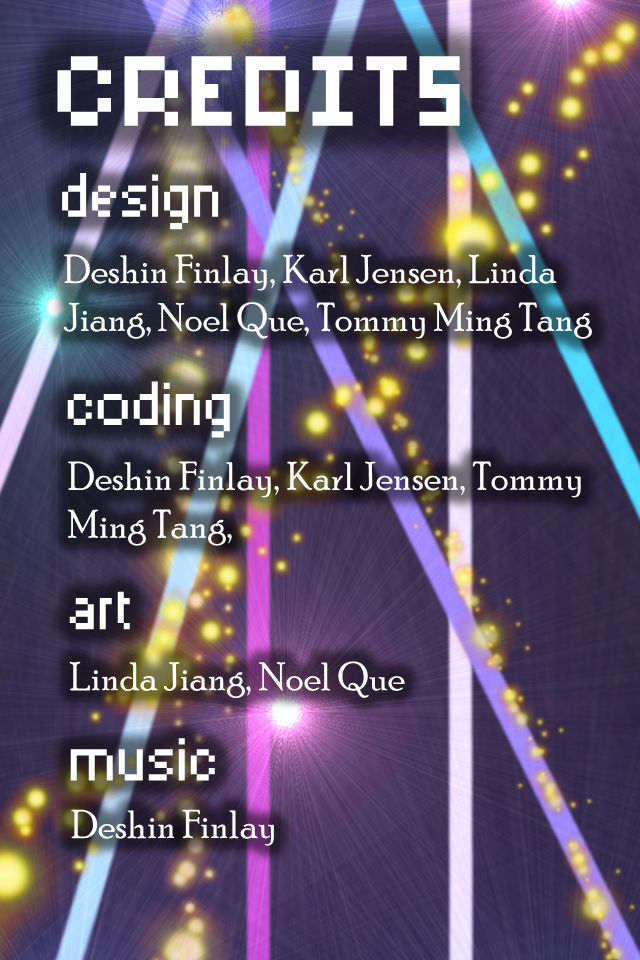 CREDITS
design
Deshin Finlay, Karl Jensen, Linda
Jiang, Noel Que, Tommy Ming Tang
coding
Deshin Finlay, Karl Jensen, Tommy
Ming Tang,
art
Linda Jiang, Noel Que
music
Deshin Finlay